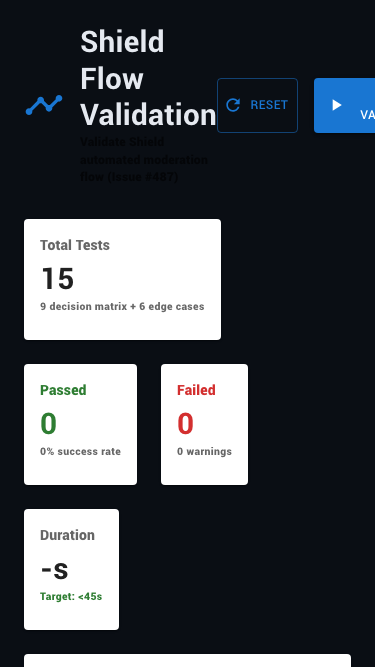 Shield
Flow
Validation
Validate Shield
automated moderation
flow (Issue #487)
RESET
VA
Total Tests
15
9 decision matrix + 6 edge cases
Passed
0
0% success rate
Failed
0
0 warnings
Duration
-s
Target: <45s